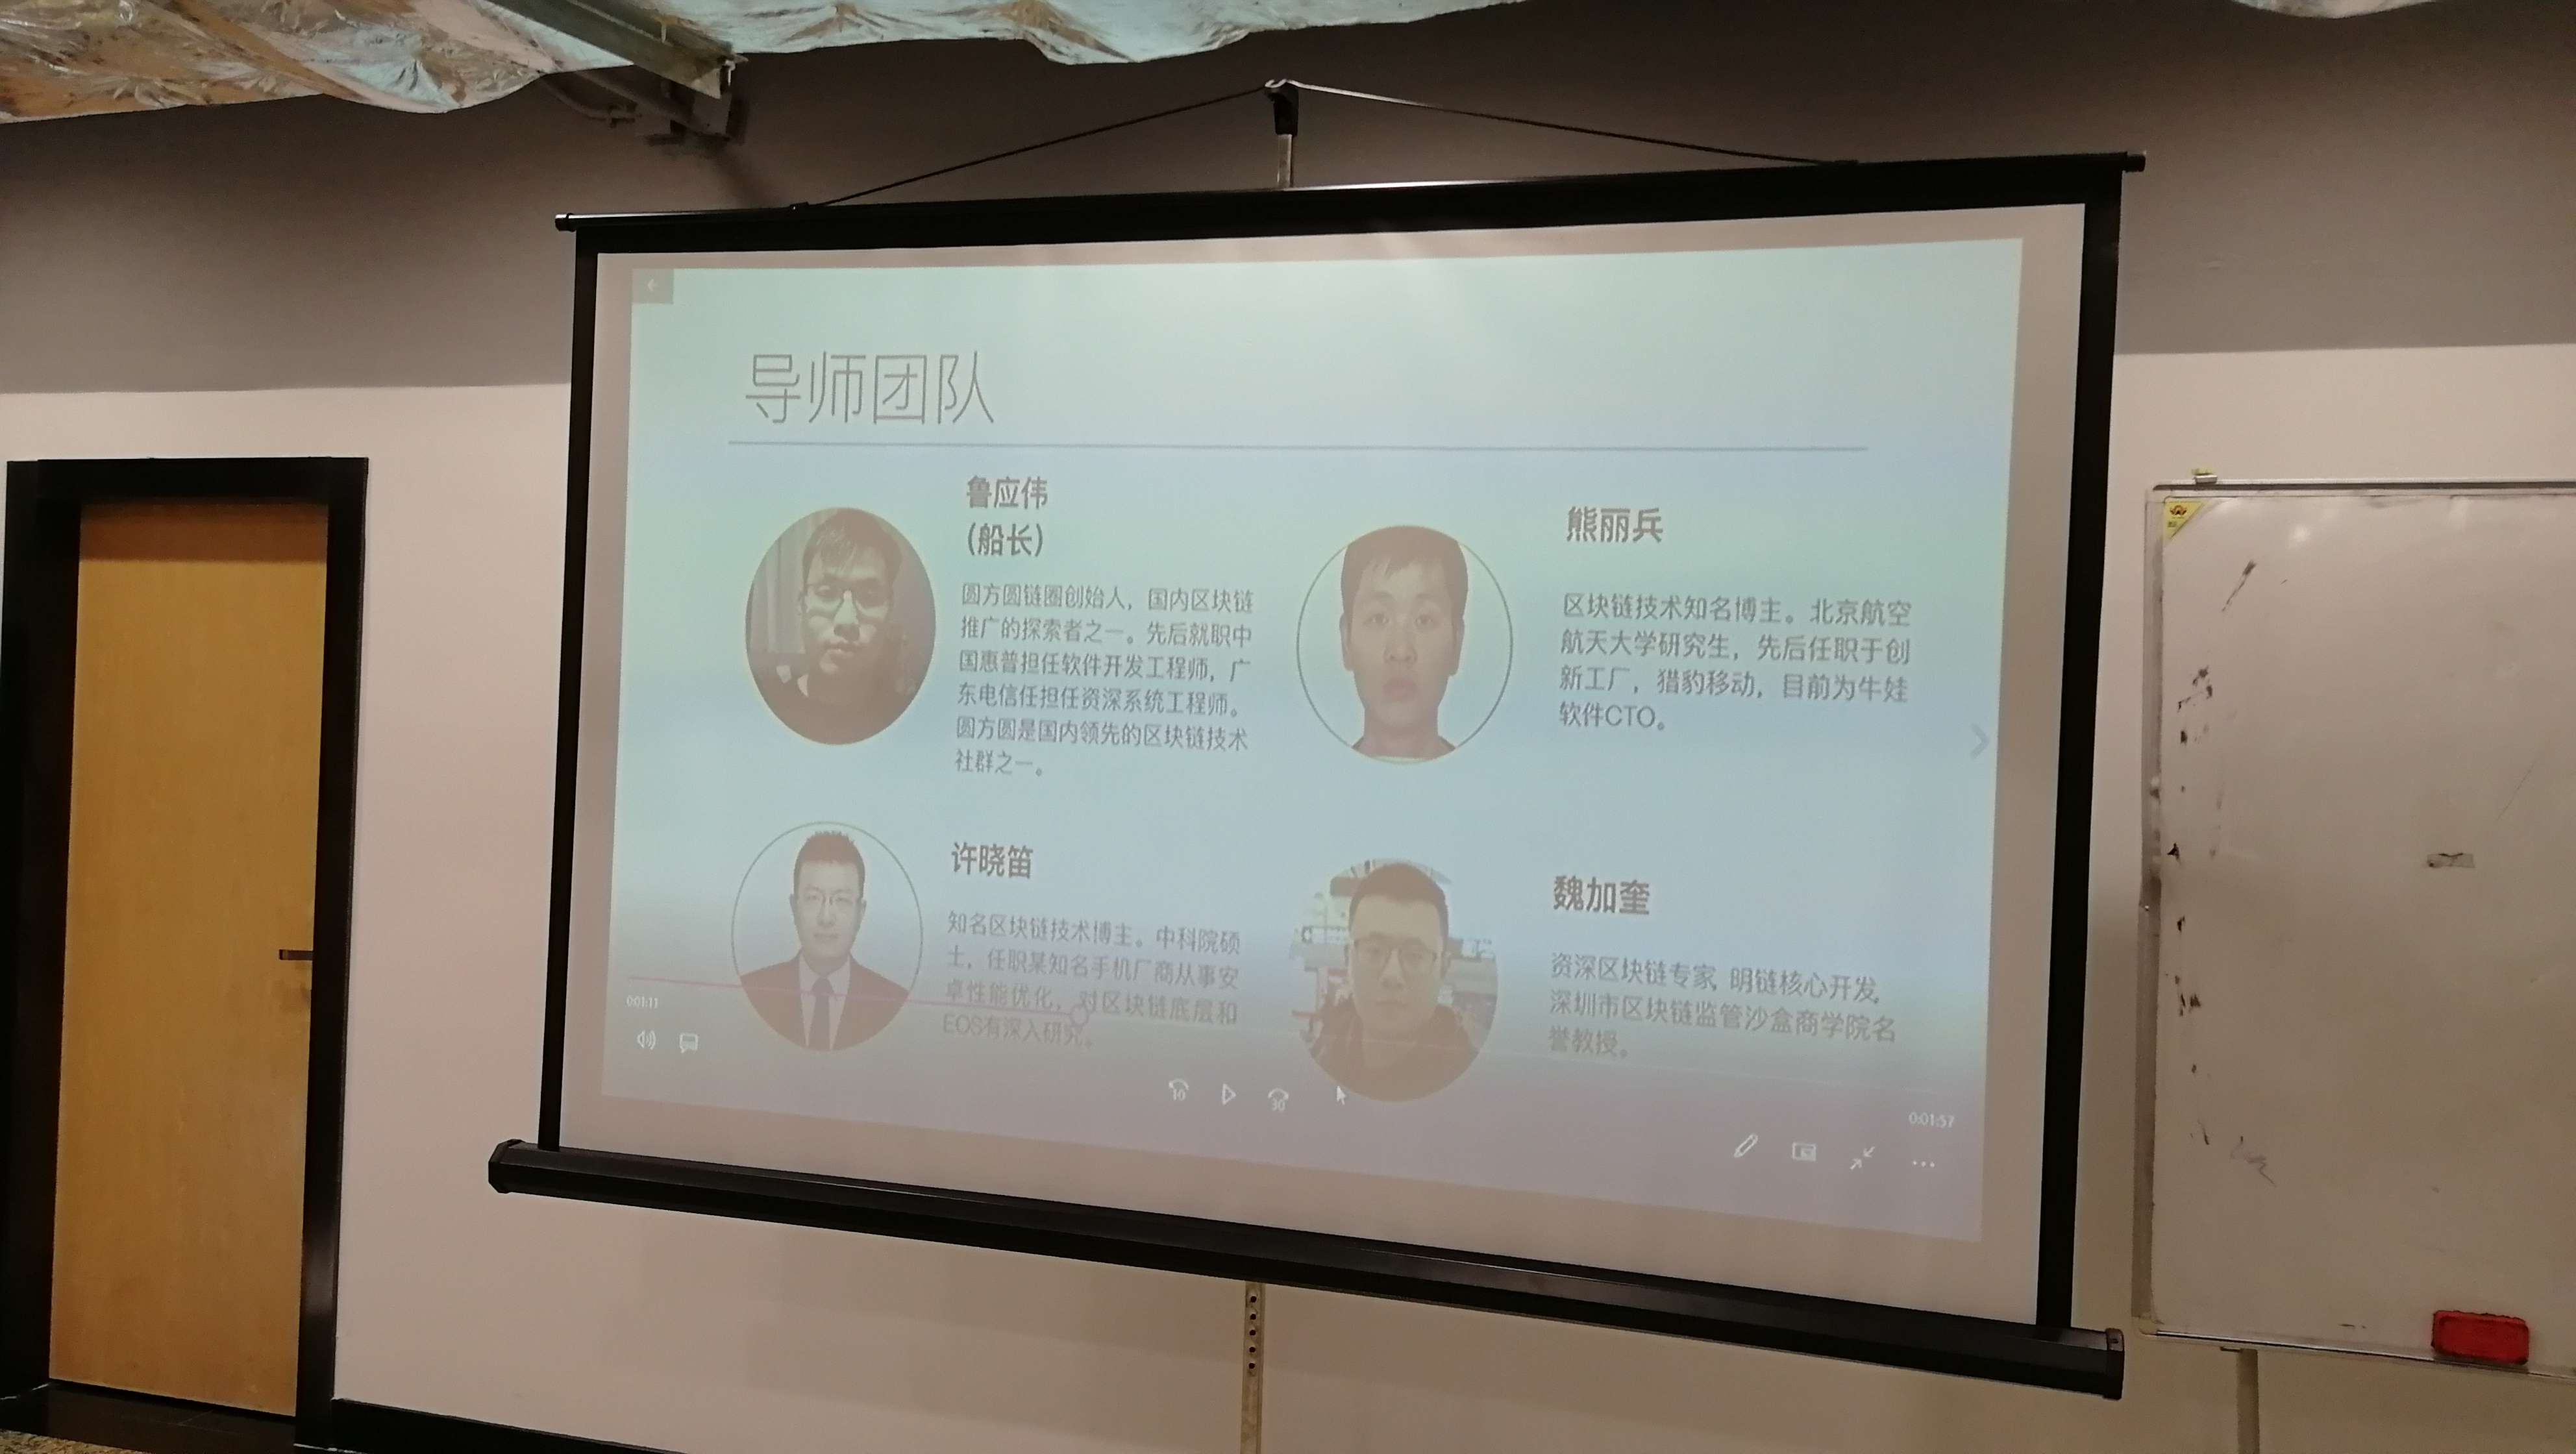 导师团队
鲁应伟
（船长）
圆方圆链圈创始人，国内区块链
推广的探索者之一。先后就职中
国惠普担任软件开发工程师，广
东电信任担任资深系统工程师。
圆方圆是国内领先的区块链技术
社群之一。
熊丽兵
区块链技术知名博主。北京航空
航天大学研究生，先后任职于创
新工厂，猎豹移动，目前为牛娃
软件CTO。
许晓笛
知名区块链技术博主。中科院硕
士，任职某知名手机厂商从事安
卓性能优化，对区块链底层和
EOS有深入研究。
魏加奎
资深区块链专家，明链核心开发，
深圳市区块链监管沙盒商学院名
誉教授。
0:01:11
10
30
0:01:57